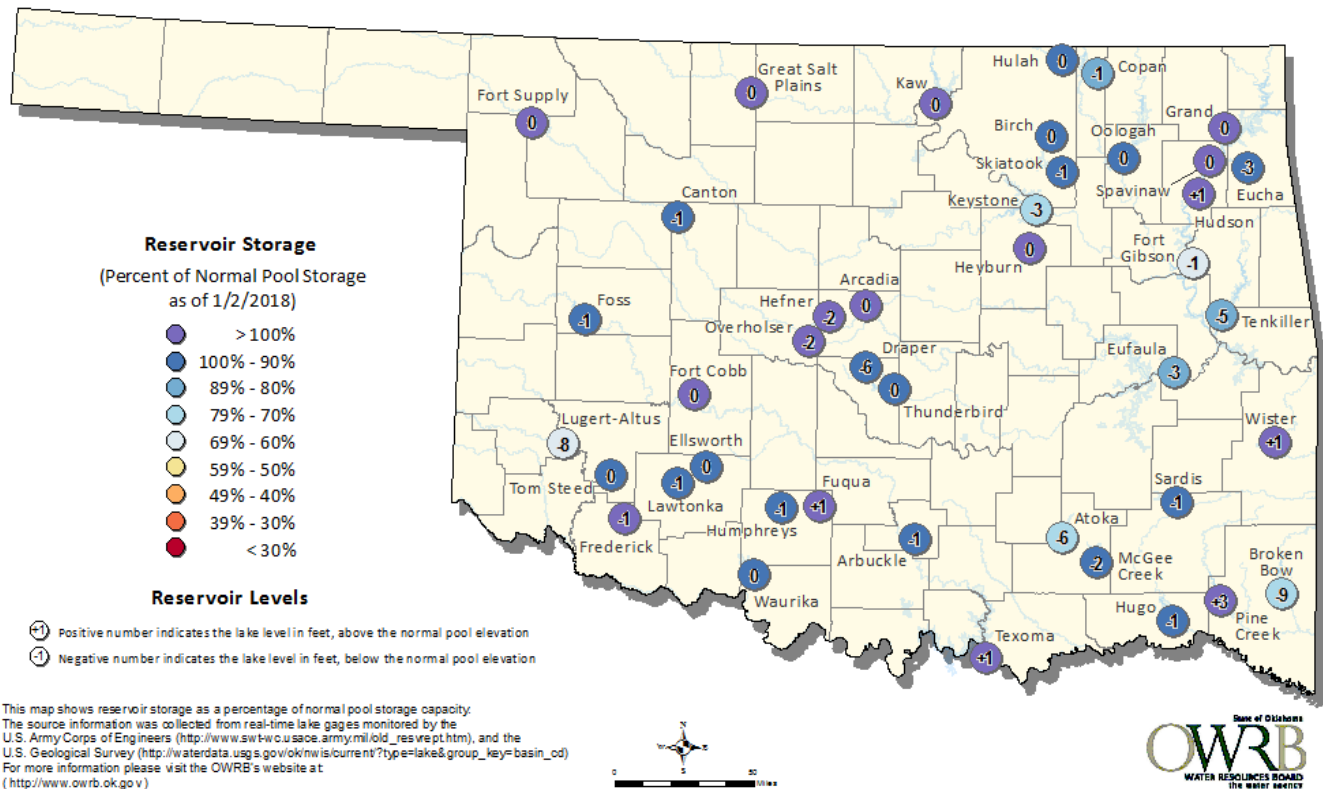 Hulah
0
-1
Copan
Great Salt
Plains
0
Kaw
0
Fort Supply
0
Grand
0
Birch
0
Oologah
0
Skiatook
-1
Spavinaw
0
-3
Eucha
+1
Hudson
Canton
-1
Keystone
-3
Fort
Gibson
-1
Heyburn
0
Reservoir Storage
(Percent of Normal Pool Storage
as of 1/2/2018)
> 100%
100% - 90%
89% - 80%
79% - 70%
69% - 60%
59% - 50%
49% - 40%
39% - 30%
< 30%
Foss
-1
Arcadia
0
Hefner
-2
Overholser
-2
-5
Tenkiller
Draper
-6
0
Thunderbird
Eufaula
-3
Fort Cobb
0
Lugert-Altus
-8
Wister
+1
Ellsworth
0
Tom Steed
0
-1
Lawtonka
Fuqua
+1
-1
Humphreys
Sardis
-1
-1
Frederick
Arbuckle
-1
Atoka
-6
-2
McGee
Creek
Broken
Bow
-9
0
Waurika
Hugo
-1
+3
Pine
Creek
Texoma
+1
Reservoir Levels
+1 Positive number indicates the lake level in feet, above the normal pool elevation
-1 Negative number indicates the lake level in feet, below the normal pool elevation
This map shows reservoir storage as a percentage of normal pool storage capacity.
The source information was collected from real-time lake gages monitored by the
U.S. Army Corps of Engineers (http://www.swt-wc.usace.army.mil/old_resvrept.htm), and the
U.S. Geological Survey (http://waterdata.usgs.gov/ok/nwis/current/?type=lake&group_key=basin_cd)
For more information please visit the OWRB's website at
( http://www.owrb.ok.gov )
N
S
0 50
Miles
State of Oklahoma
OWRB
WATER RESOURCES BOARD
the water agency